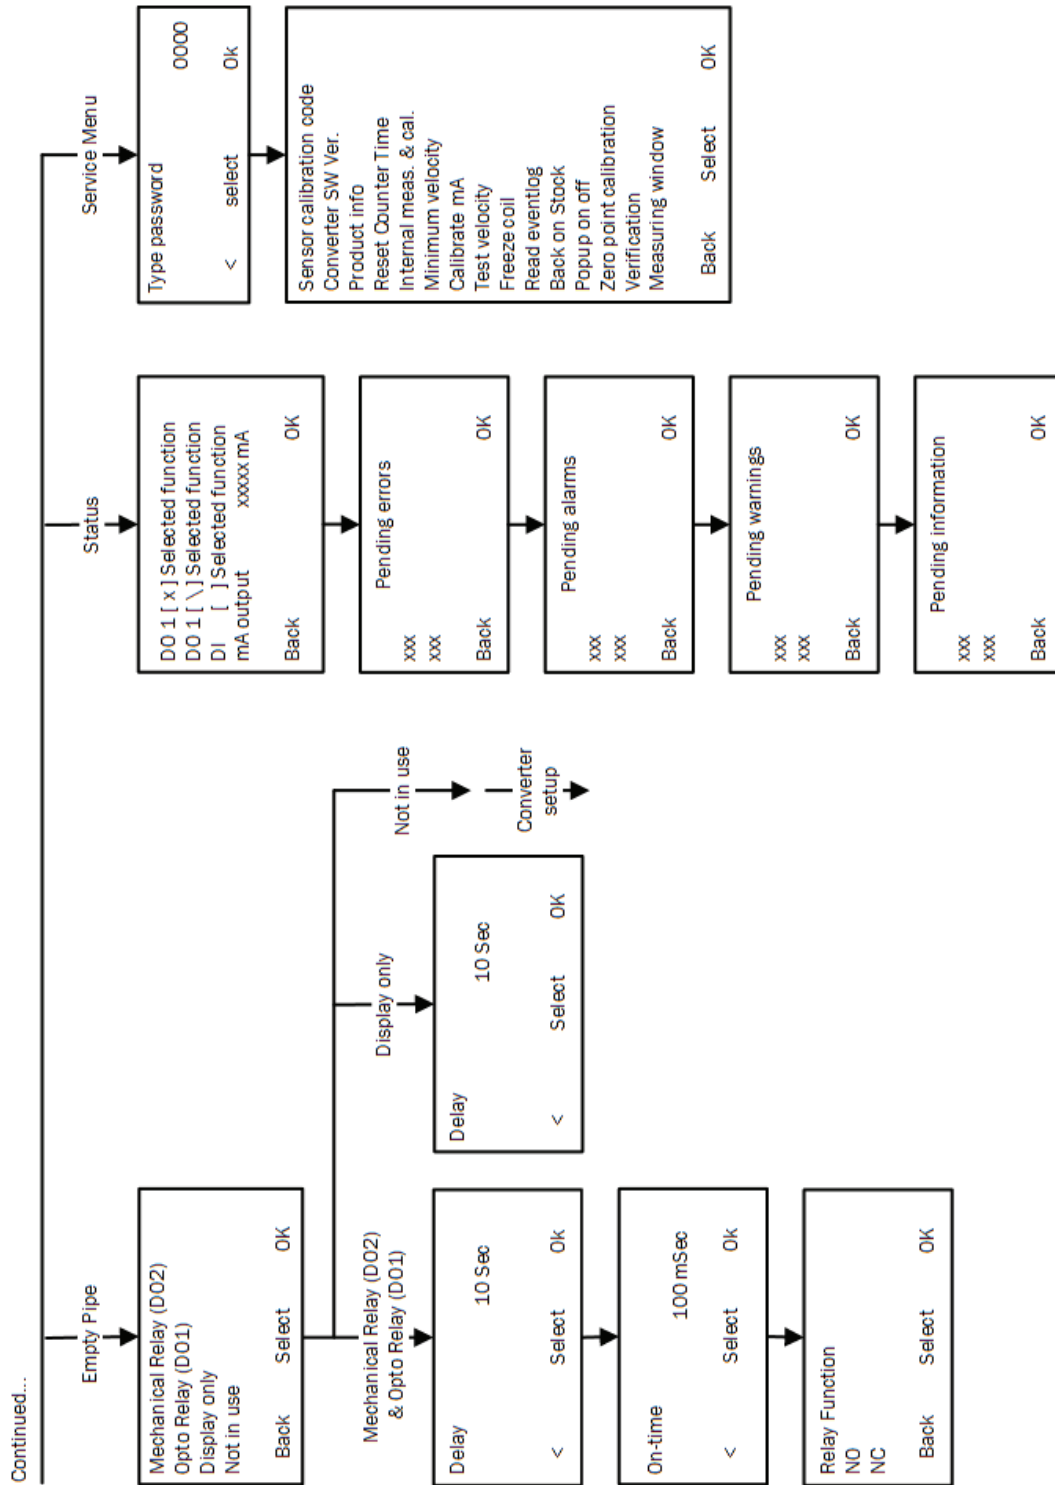 Continued...
Empty Pipe
Mechanical Relay (DO2)
Opto Relay (DO1)
Display only
Not in use
Back Select OK
Mechanical Relay (DO2)
& Opto Relay (DO1)
Delay
10 Sec
< Select OK
On-time
100 mSec
< Select OK
Relay Function
NO
NC
Back Select OK
Display only
Delay
10 Sec
< Select OK
Not in use
Converter
setup
Status
DO 1 [ x ] Selected function
DO 1 [ \ ] Selected function
DI [ ] Selected function
mA output xxxxx mA
Back OK
Pending errors
xxx
xxx
Back OK
Pending alarms
xxx
xxx
Back OK
Pending warnings
xxx
xxx
Back OK
Pending information
xxx
xxx
Back OK
Service Menu
Type password
0000
< select Ok
Sensor calibration code
Converter SW Ver.
Product info
Reset Counter Time
Internal meas. & cal.
Minimum velocity
Calibrate mA
Test velocity
Freeze coil
Read eventlog
Back on Stock
Popup on off
Zero point calibration
Verification
Measuring window
Back Select OK